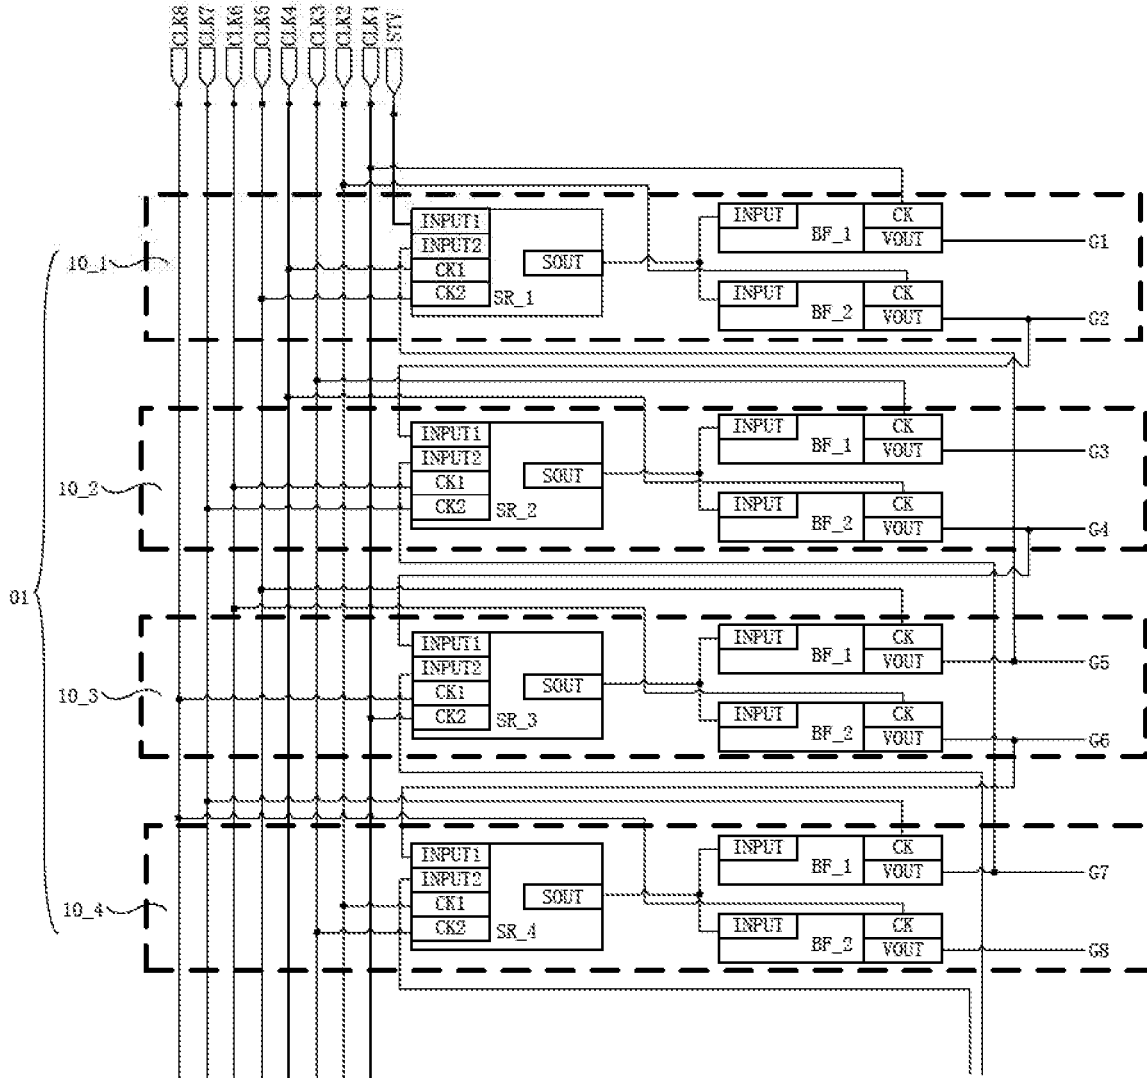 CLK8 CLK7 CLK6 CLK5 CLK4 CLK3 CLK2 CLK1 STV
INPUT1
INPUT2
CK1
CK2
SOUT
SR_1
INPUT CK
BF_1 VOUT G1
INPUT CK
BF_2 VOUT G2
10_1
INPUT1
INPUT2
CK1
CK2
SOUT
SR_2
INPUT CK
BF_1 VOUT G3
INPUT CK
BF_2 VOUT G4
10_2
01
INPUT1
INPUT2
CK1
CK2
SOUT
SR_3
INPUT CK
BF_1 VOUT G5
INPUT CK
BF_2 VOUT G6
10_3
INPUT1
INPUT2
CK1
CK2
SOUT
SR_4
INPUT CK
BF_1 VOUT G7
INPUT CK
BF_2 VOUT G8
10_4